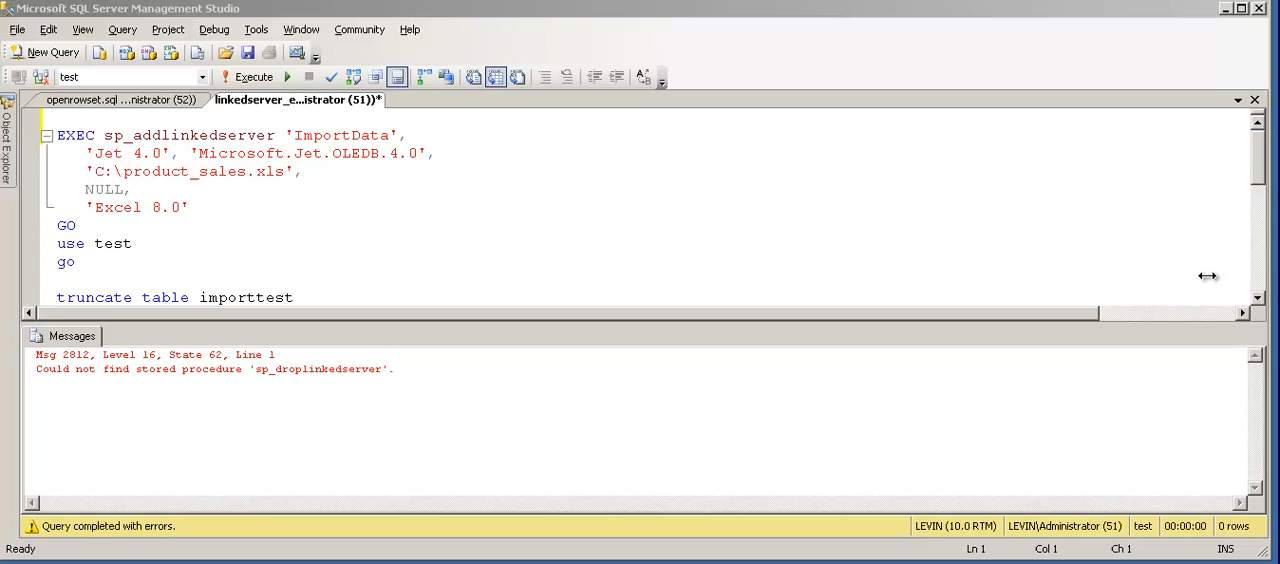 Microsoft SQL Server Management Studio
File Edit View Query Project Debug Tools Window Community Help
New Query
test Execute
openrowset.sql ...nistrator (52)) linkedserver_e...istrator (51))*
Object Explorer
EXEC sp_addlinkedserver 'ImportData',
'Jet 4.0', 'Microsoft.Jet.OLEDB.4.0',
'C:\product_sales.xls',
NULL,
'Excel 8.0'
GO
use test
go
truncate table importtest
Messages
Msg 2812, Level 16, State 62, Line 1
Could not find stored procedure 'sp_droplinkedserver'.
Query completed with errors. LEVIN (10.0 RTM) LEVIN\Administrator (51) test 00:00:00 0 rows
Ready Ln 1 Col 1 Ch 1 INS